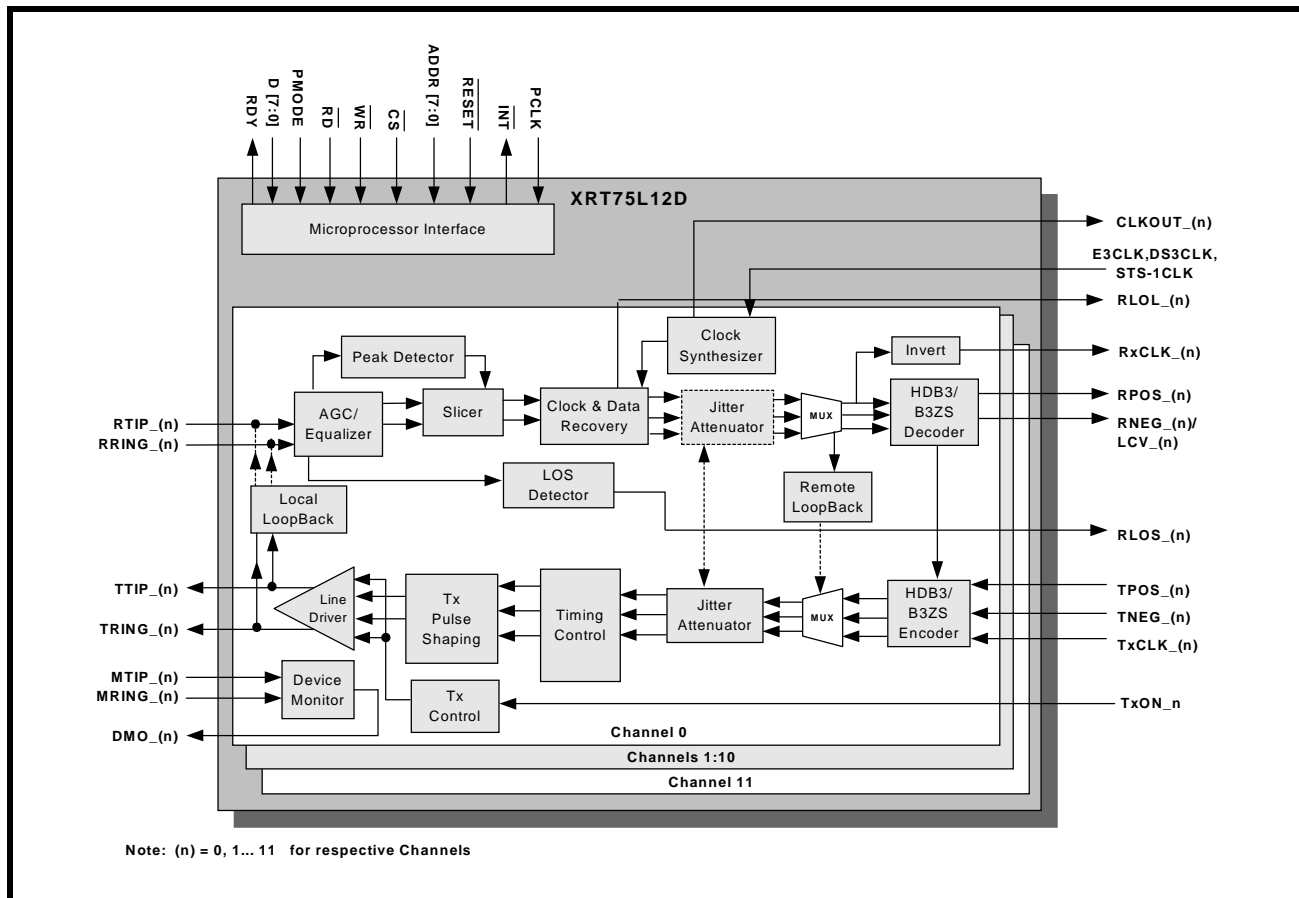 RDY
D [7:0]
PMODE
RD
WR
CS
ADDR [7:0]
RESET
INT
PCLK
XRT75L12D
Microprocessor Interface
CLKOUT_(n)
E3CLK,DS3CLK,
STS-1CLK
RLOL_(n)
Clock
Synthesizer
Peak Detector
Invert
RxCLK_(n)
AGC/
Equalizer
Slicer
Clock & Data
Recovery
Jitter
Attenuator
MUX
HDB3/
B3ZS
Decoder
RPOS_(n)
RNEG_(n)/
LCV_(n)
RTIP_(n)
RRING_(n)
LOS
Detector
Remote
LoopBack
Local
LoopBack
RLOS_(n)
TTIP_(n)
TRING_(n)
Line
Driver
Tx
Pulse
Shaping
Timing
Control
Jitter
Attenuator
MUX
HDB3/
B3ZS
Encoder
TPOS_(n)
TNEG_(n)
TxCLK_(n)
MTIP_(n)
MRING_(n)
Device
Monitor
Tx
Control
TxON_n
DMO_(n)
Channel 0
Channels 1:10
Channel 11
Note: (n) = 0, 1... 11 for respective Channels